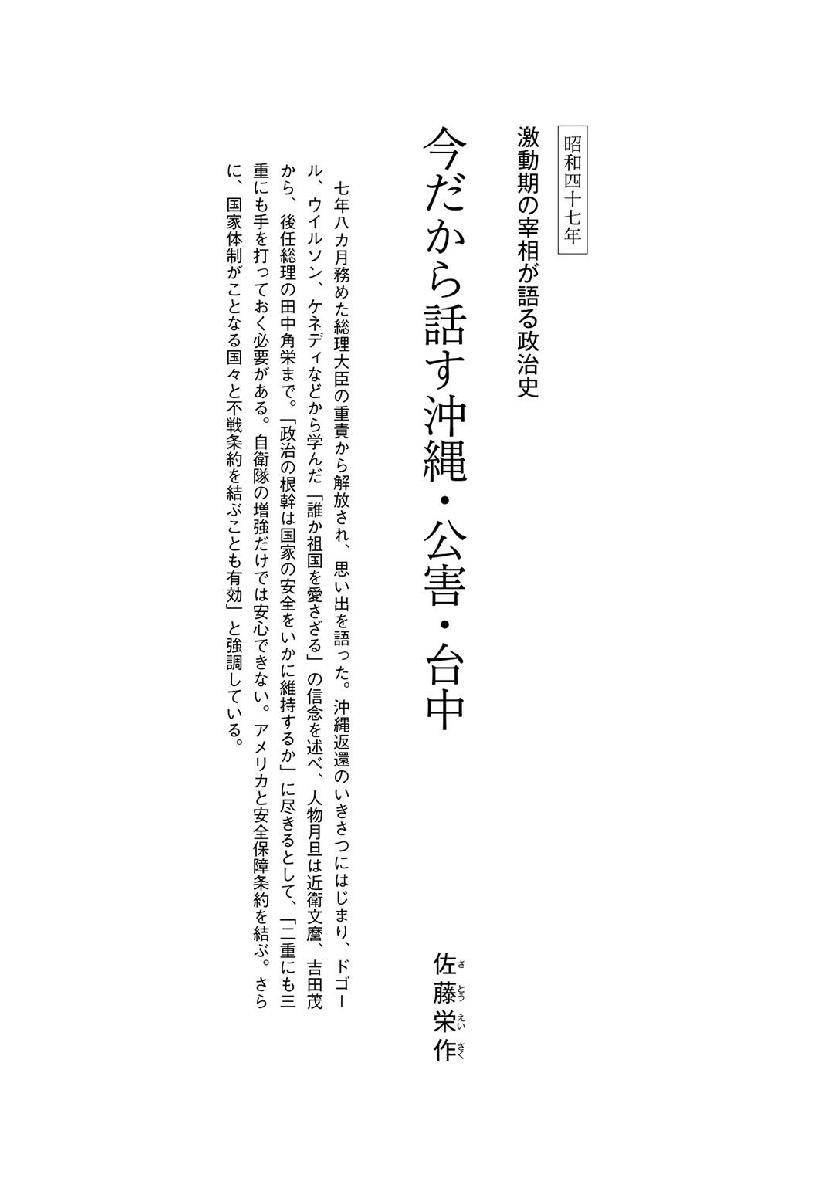 昭和四十七年
激動期の宰相が語る政治史
今だから話す沖縄・公害・台中
佐藤栄作
ざとうえいざく
七年八カ月務めた総理大臣の重責から解放され、思い出を語った。沖縄返還のいきさつにはじまり、ドゴー
ル、ウイルソン、ケネディなどから学んだ「誰か祖国を愛さざる」の信念を述べ、人物月旦は近衛文麿、吉田茂
から、後任総理の田中角栄まで。「政治の根幹は国家の安全をいかに維持するか」に尽きるとして、「二重にも三
重にも手を打っておく必要がある。自衛隊の増強だけでは安心できない。アメリカと安全保障条約を結ぶ。さら
に、国家体制がことなる国々と不戦条約を結ぶことも有効」と強調している。